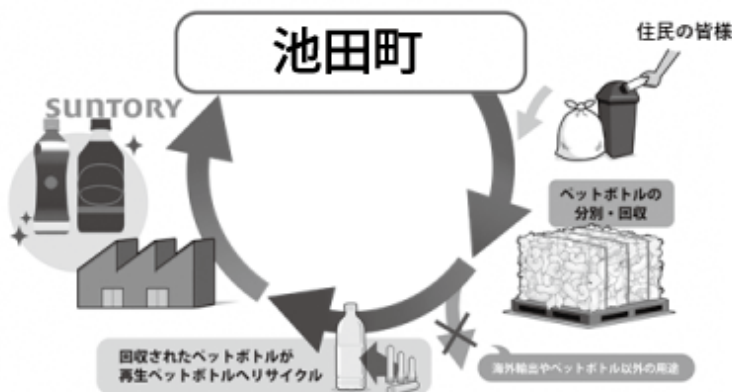 池田町
住民の皆様
SUNTORY
ペットボトルの
分別・回収
回収されたペットボトルが
再生ペットボトルへリサイクル
海外輸出やペットボトル以外の用途